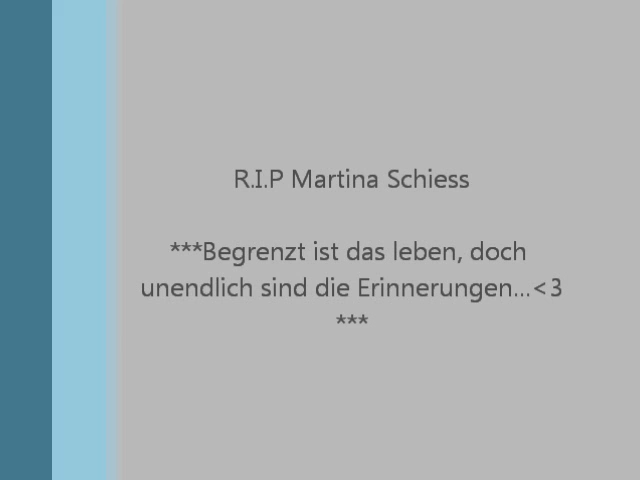 R.I.P Martina Schiess
***Begrenzt ist das leben, doch
unendlich sind die Erinnerungen...<3
***